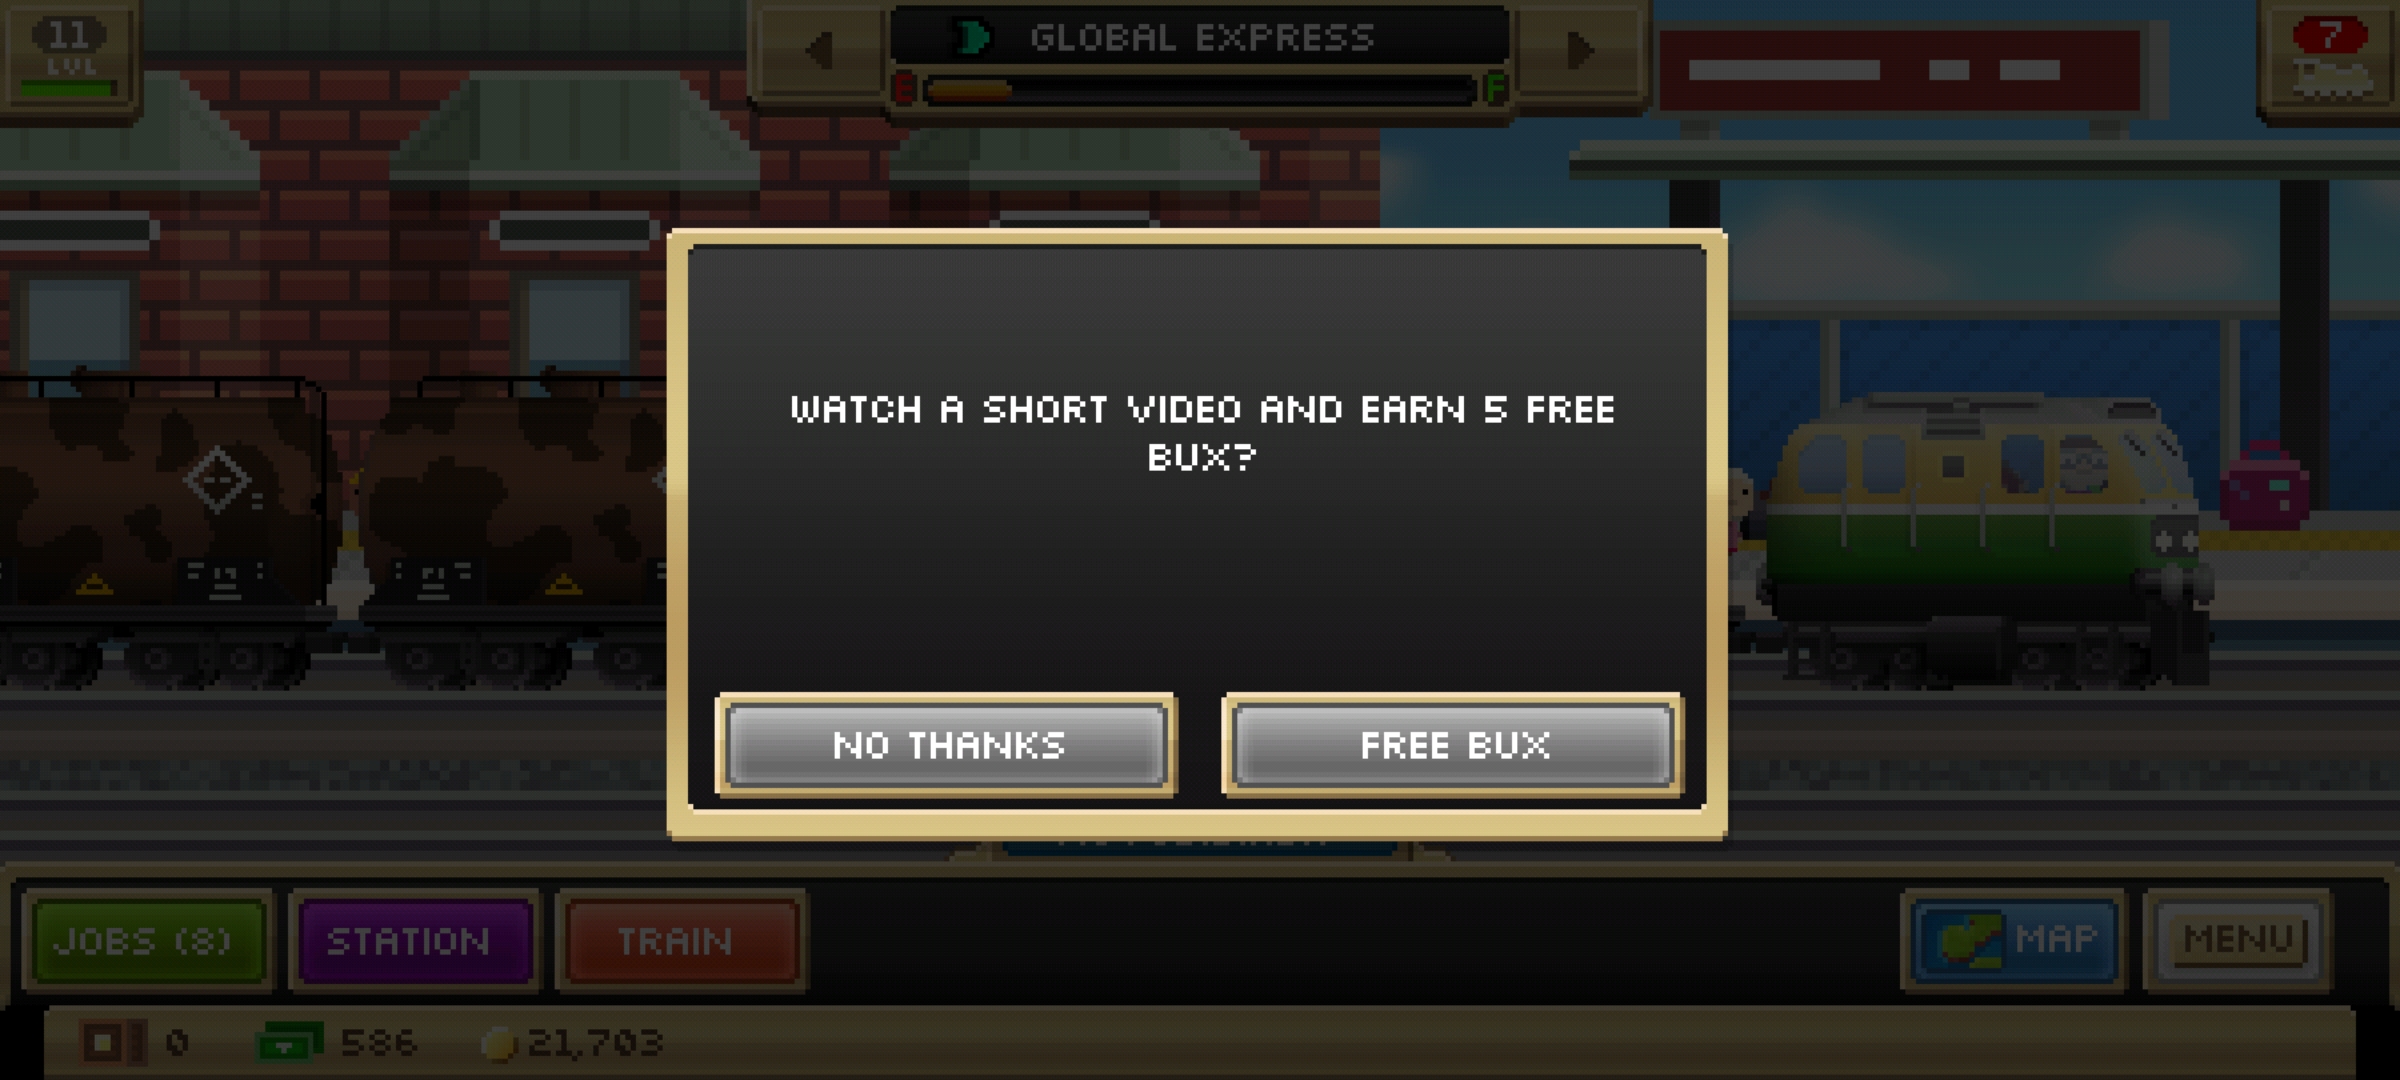 11
LVL
GLOBAL EXPRESS
E
F
7
WATCH A SHORT VIDEO AND EARN 5 FREE
BUX?
NO THANKS
FREE BUX
JOBS (8)
STATION
TRAIN
MAP
MENU
0
586
21,703